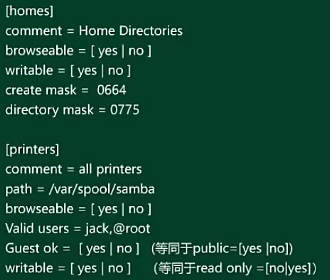 [homes]
comment = Home Directories
browseable = [ yes | no ]
writable = [ yes | no ]
create mask =  0664
directory mask = 0775

[printers]
comment = all printers
path = /var/spool/samba
browseable = [ yes | no ]
Valid users = jack,@root
Guest ok =  [ yes | no ]  (等同于public=[yes |no])
writable = [ yes | no ]     (等同于read only =[no|yes])